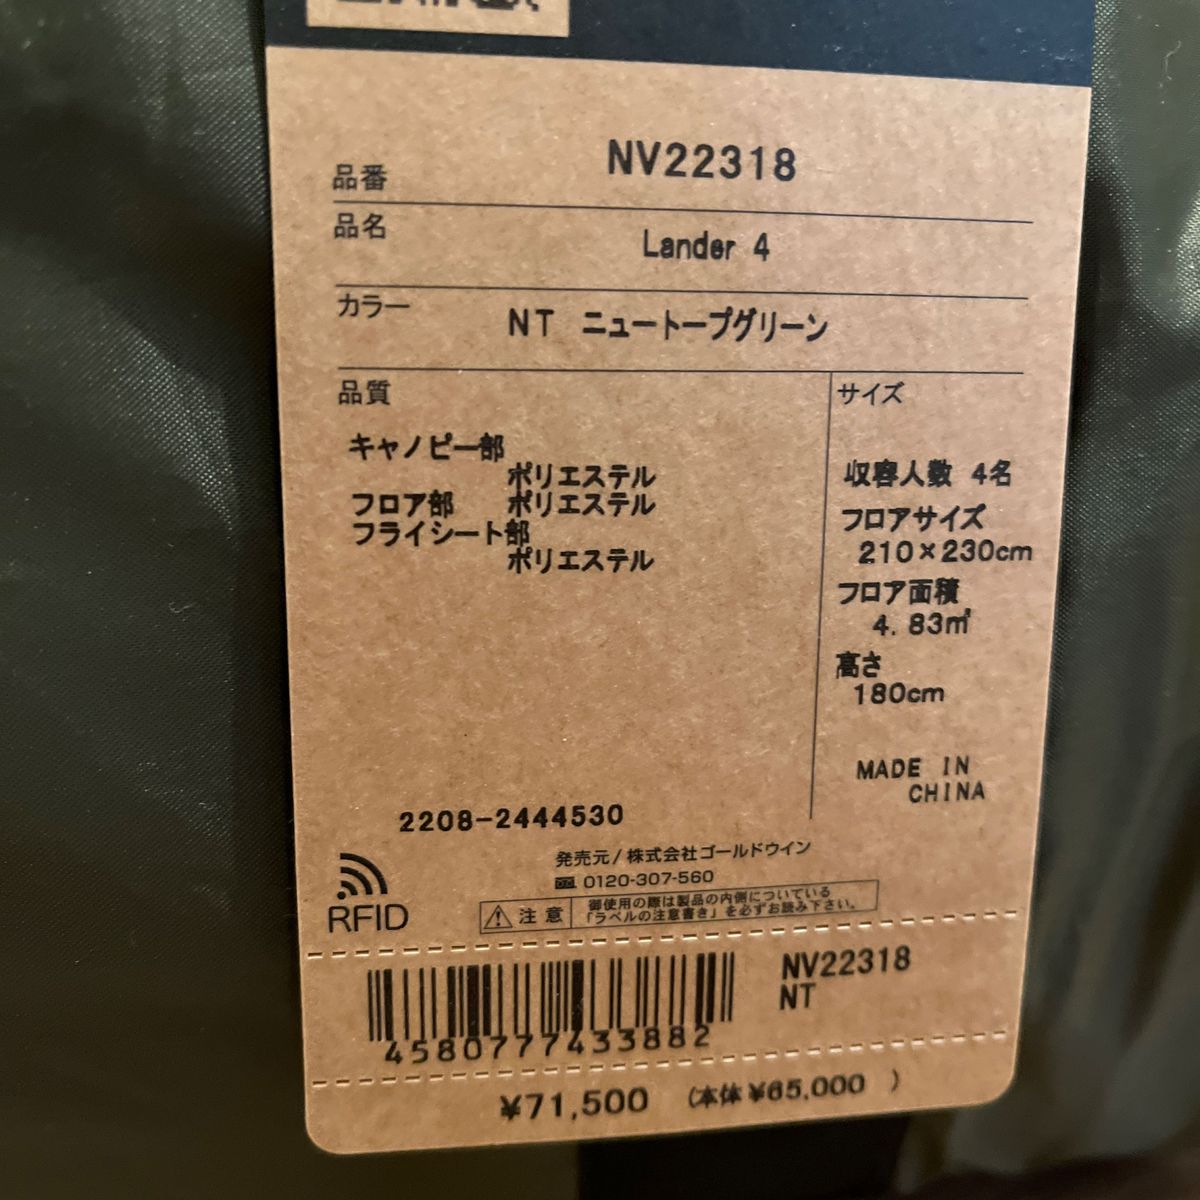 品番 NV22318
品名 Lander 4
カラー NT ニュートープグリーン
品質
キャノピー部
ポリエステル
フロア部 ポリエステル
フライシート部
ポリエステル
サイズ
収容人数 4名
フロアサイズ
210×230cm
フロア面積
4.83㎡
高さ
180cm
MADE IN
CHINA
2208-2444530
発売元/株式会社ゴールドウイン
0120-307-560
RFID
注意
御使用の際は製品の内側についている
「ラベルの注意書き」を必ずお読み下さい。
NV22318
NT
4580777433882
¥71,500 (本体¥65,000 )